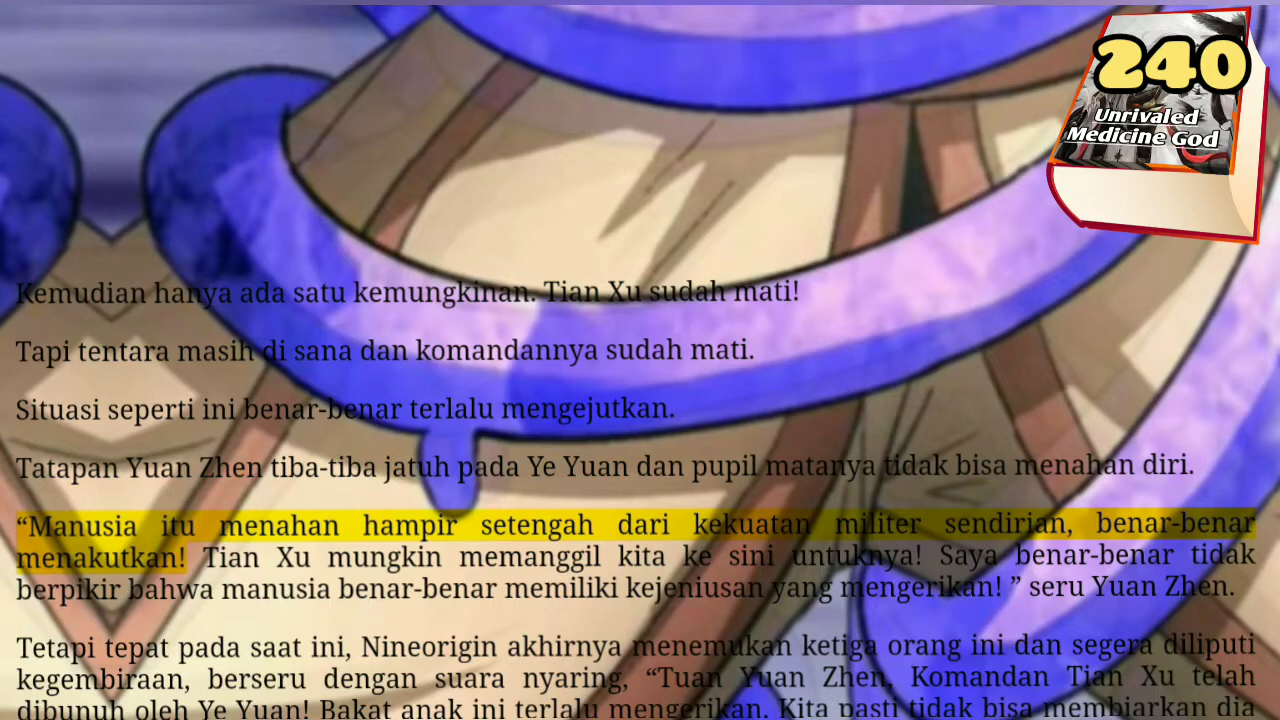 240
Unrivaled
Medicine God
Kemudian hanya ada satu kemungkinan. Tian Xu sudah mati!
Tapi tentara masih di sana dan komandannya sudah mati.
Situasi seperti ini benar-benar terlalu mengejutkan.
Tatapan Yuan Zhen tiba-tiba jatuh pada Ye Yuan dan pupil matanya tidak bisa menahan diri.
“Manusia itu menahan hampir setengah dari kekuatan militer sendirian, benar-benar
menakutkan! Tian Xu mungkin memanggil kita ke sini untuknya! Saya benar-benar tidak
berpikir bahwa manusia benar-benar memiliki kejeniusan yang mengerikan! ” seru Yuan Zhen.
Tetapi tepat pada saat ini, Nineorigin akhirnya menemukan ketiga orang ini dan segera diliputi
kegembiraan, berseru dengan suara nyaring, “Tuan Yuan Zhen, Komandan Tian Xu telah
dibunuh oleh Ye Yuan! Bakat anak ini terlalu mengerikan. Kita pasti tidak bisa membiarkan dia